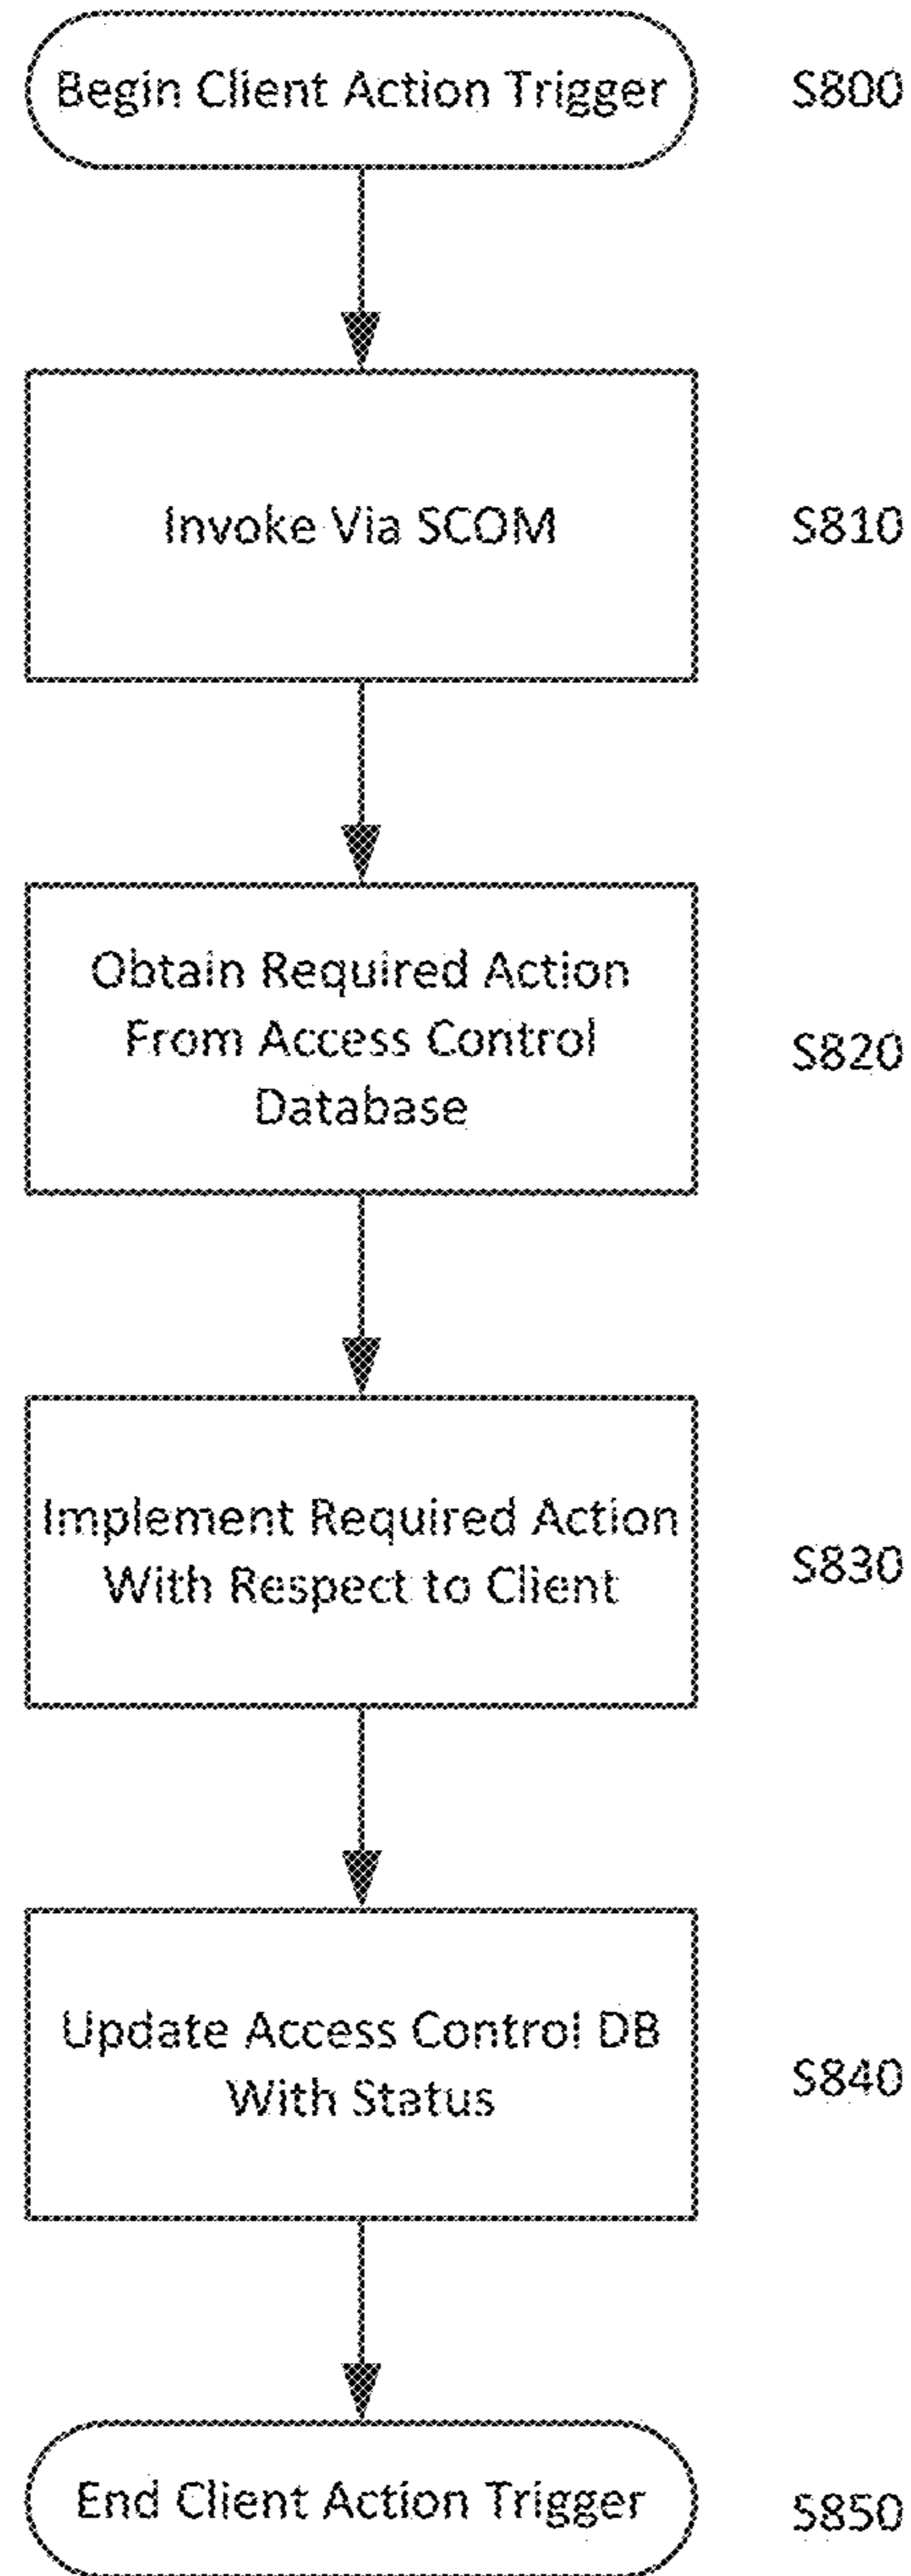 Begin Client Action Trigger
S800
Invoke Via SCOM
S810
Obtain Required Action
From Access Control
Database
S820
Implement Required Action
With Respect to Client
S830
Update Access Control DB
With Status
S840
End Client Action Trigger
S850